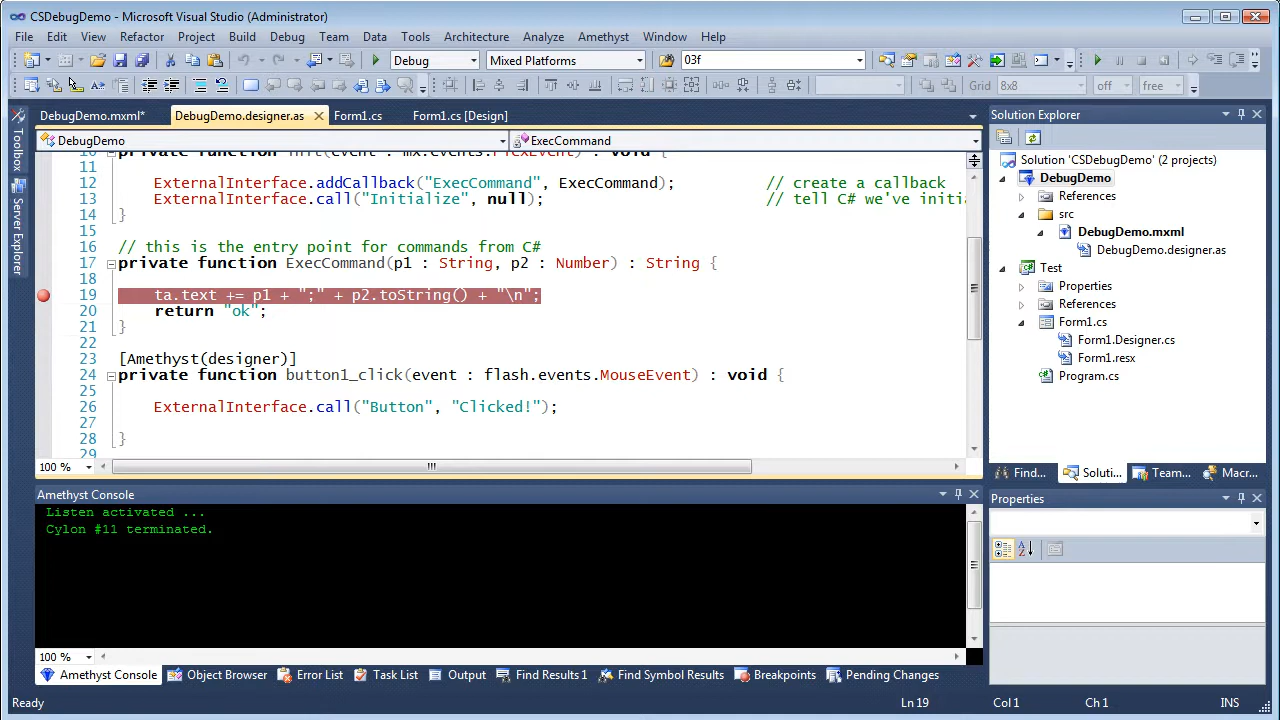 CSDebugDemo - Microsoft Visual Studio (Administrator)
File Edit View Refactor Project Build Debug Team Data Tools Architecture Analyze Amethyst Window Help
Debug Mixed Platforms 03f
Grid 8x8 off free
DebugDemo.mxml* DebugDemo.designer.as Form1.cs Form1.cs [Design]
DebugDemo ExecCommand
11
12 ExternalInterface.addCallback("ExecCommand", ExecCommand); // create a callback
13 ExternalInterface.call("Initialize", null); // tell C# we've initia
14 }
15
16 // this is the entry point for commands from C#
17 private function ExecCommand(p1 : String, p2 : Number) : String {
18
19 ta.text += p1 + ";" + p2.toString() + "\n";
20 return "ok";
21 }
22
23 [Amethyst(designer)]
24 private function button1_click(event : flash.events.MouseEvent) : void {
25
26 ExternalInterface.call("Button", "Clicked!");
27
28 }
29
100 %
Toolbox
Server Explorer
Amethyst Console
Listen activated ...
Cylon #11 terminated.
100 %
Amethyst Console Object Browser Error List Task List Output Find Results 1 Find Symbol Results Breakpoints Pending Changes
Solution Explorer
Solution 'CSDebugDemo' (2 projects)
DebugDemo
References
src
DebugDemo.mxml
DebugDemo.designer.as
Test
Properties
References
Form1.cs
Form1.Designer.cs
Form1.resx
Program.cs
Find... Soluti... Team... Macr...
Properties
Ready Ln 19 Col 1 Ch 1 INS